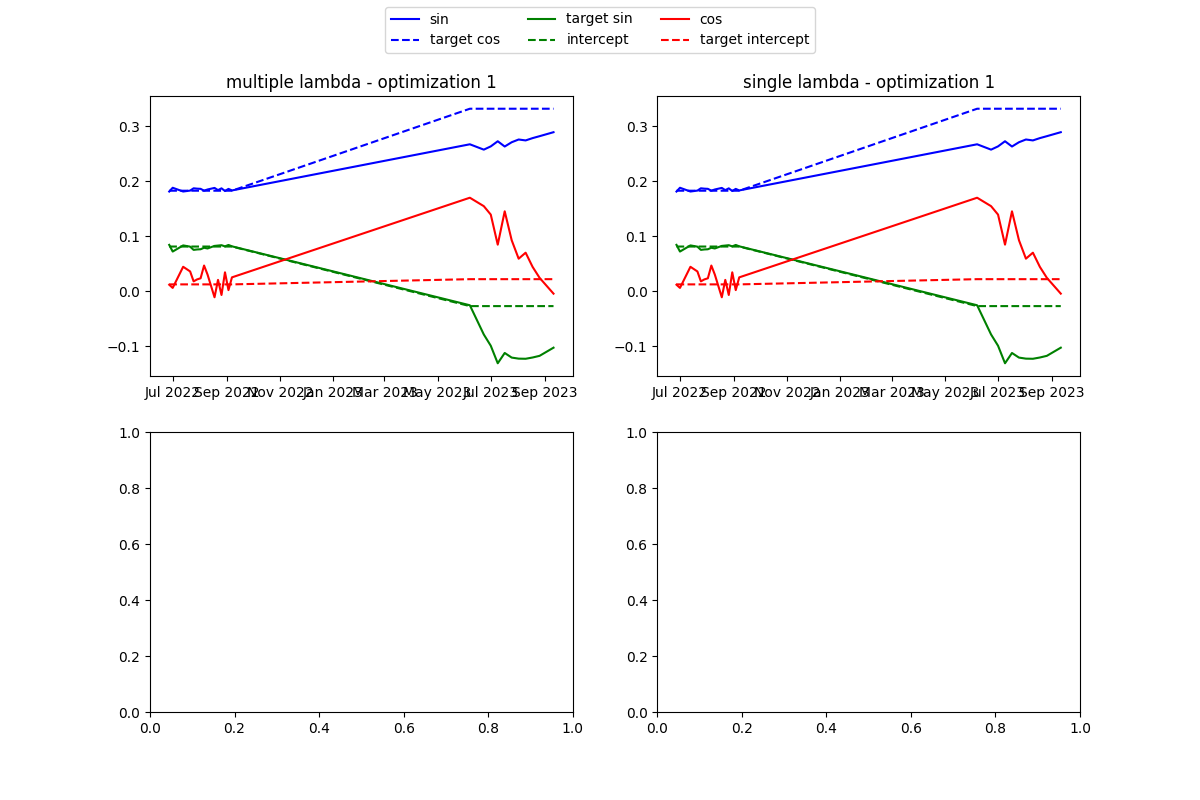 sin target sin cos
target cos intercept target intercept
multiple lambda - optimization 1 single lambda - optimization 1
0.3 0.3
0.2 0.2
0.1 0.1
0.0 0.0
−0.1 −0.1
Jul 2022 Sep 2022 Nov 2022 Jan 2023 Mar 2023 May 2023 Jul 2023 Sep 2023 Jul 2022 Sep 2022 Nov 2022 Jan 2023 Mar 2023 May 2023 Jul 2023 Sep 2023
1.0 1.0
0.8 0.8
0.6 0.6
0.4 0.4
0.2 0.2
0.0 0.0
0.0 0.2 0.4 0.6 0.8 1.0 0.0 0.2 0.4 0.6 0.8 1.0